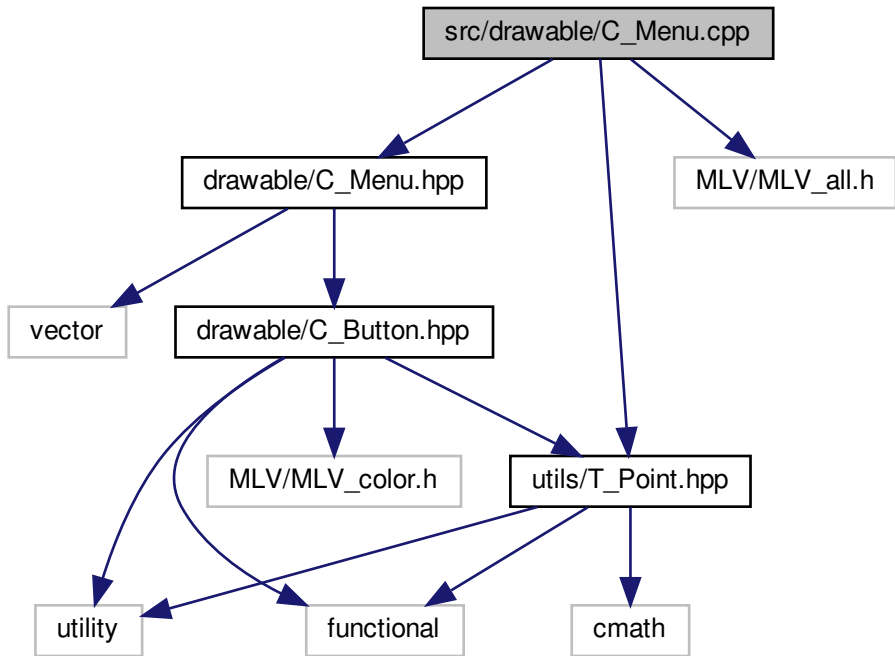 src/drawable/C_Menu.cpp
drawable/C_Menu.hpp
MLV/MLV_all.h
vector
drawable/C_Button.hpp
MLV/MLV_color.h
utils/T_Point.hpp
utility
functional
cmath